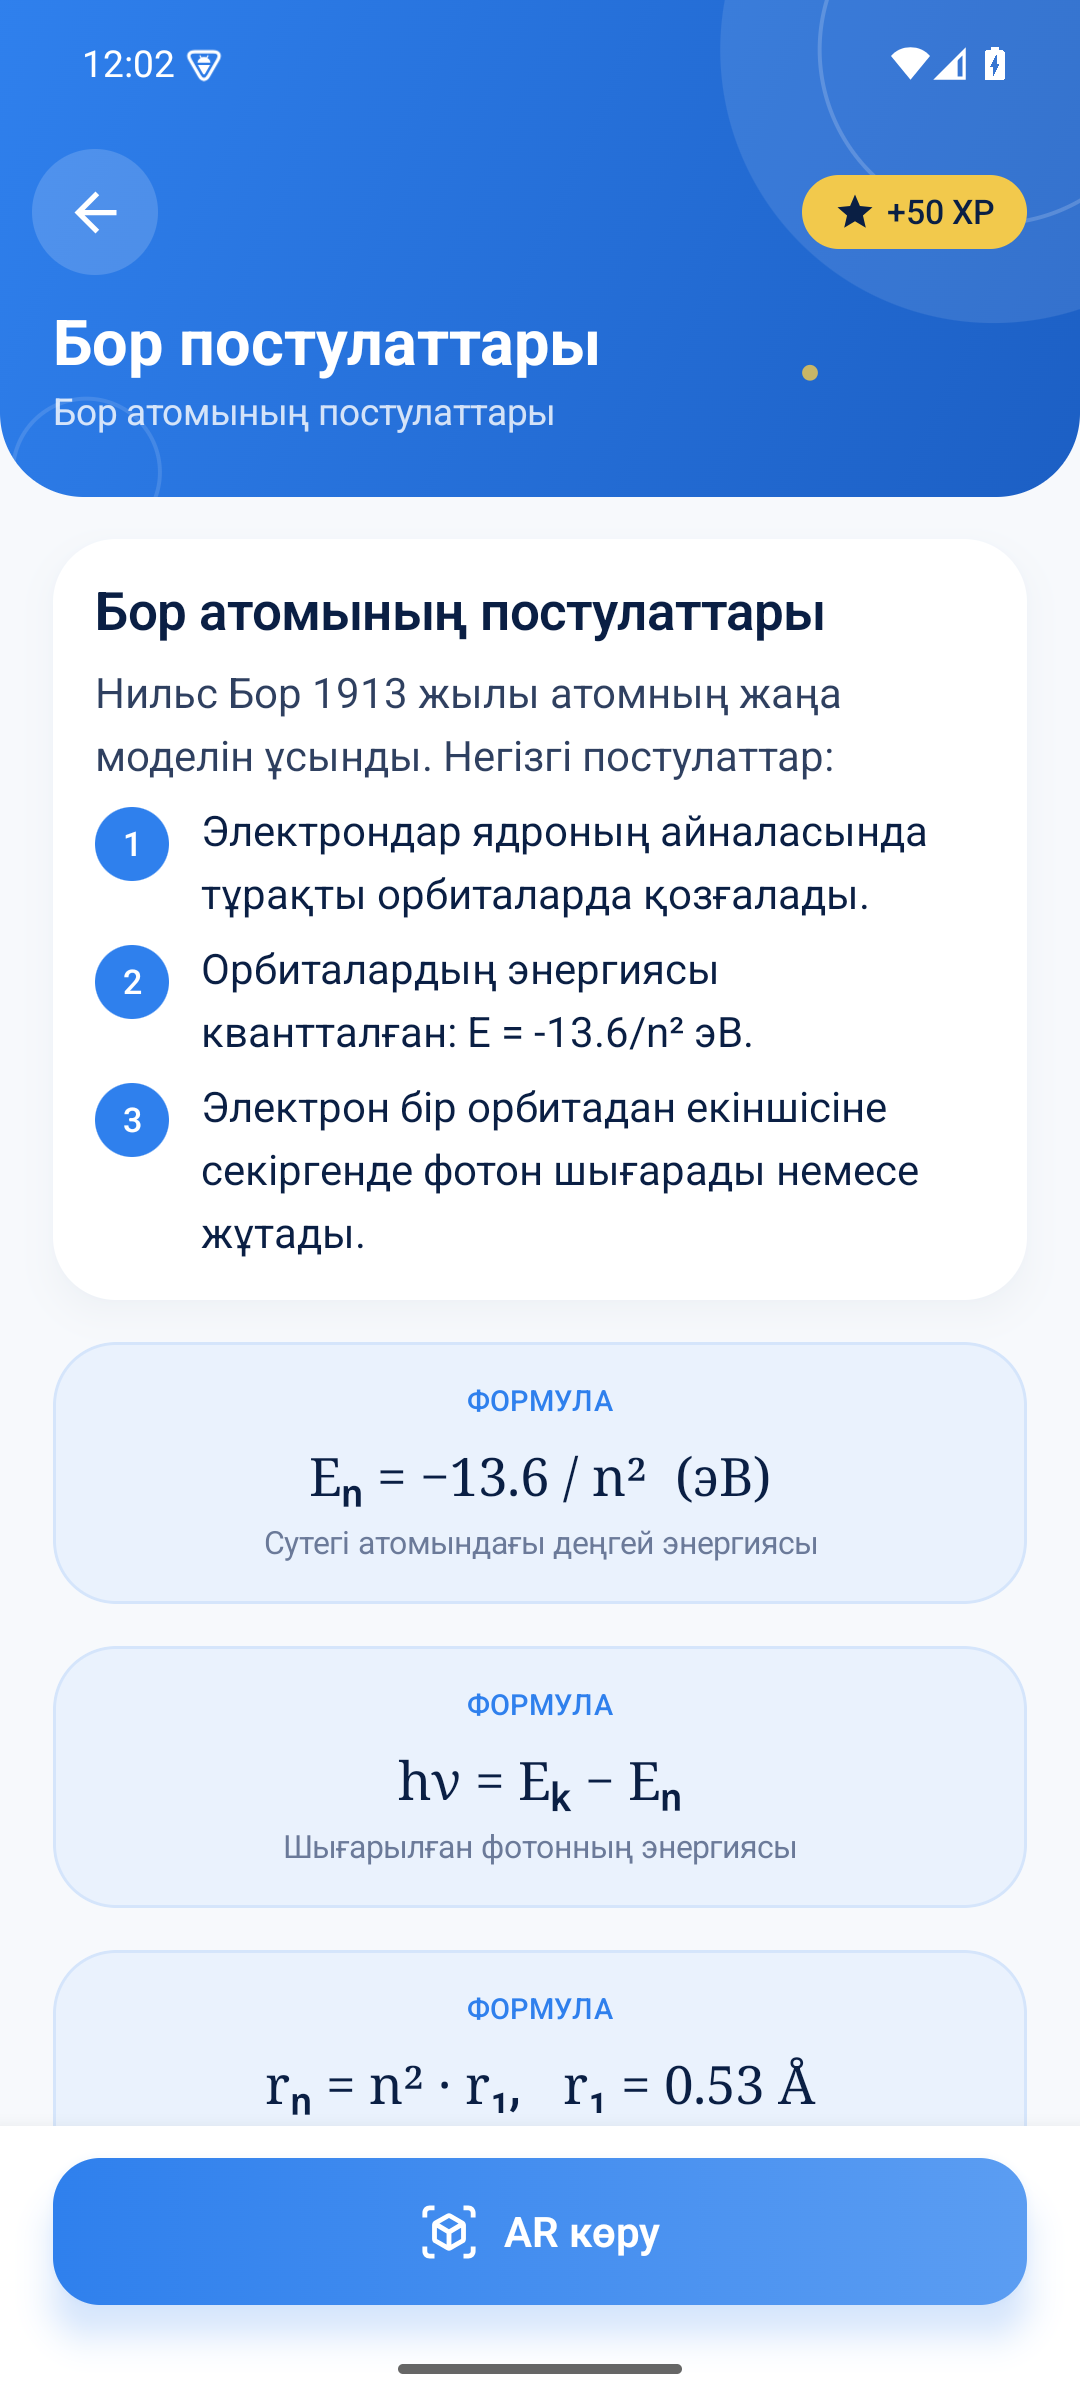 12:02
+50 XP
Бор постулаттары
Бор атомының постулаттары
Бор атомының постулаттары
Нильс Бор 1913 жылы атомның жаңа
моделін ұсынды. Негізгі постулаттар:
1 Электрондар ядроның айналасында
тұрақты орбиталарда қозғалады.
2 Орбиталардың энергиясы
квантталған: E = -13.6/n² эВ.
3 Электрон бір орбитадан екіншісіне
секіргенде фотон шығарады немесе
жұтады.
ФОРМУЛА
Eₙ = −13.6 / n² (эВ)
Сутегі атомындағы деңгей энергиясы
ФОРМУЛА
hν = Eₖ − Eₙ
Шығарылған фотонның энергиясы
ФОРМУЛА
rₙ = n² · r₁, r₁ = 0.53 Å
AR көру